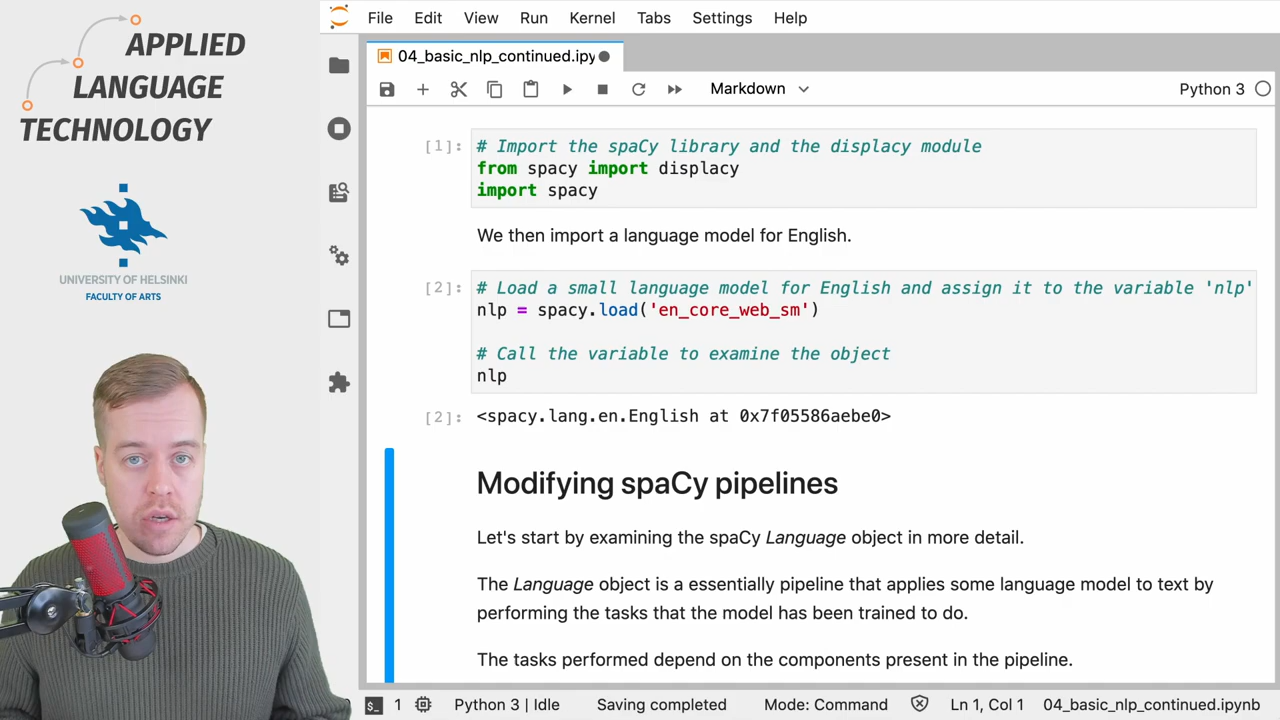 APPLIED
LANGUAGE
TECHNOLOGY
UNIVERSITY OF HELSINKI
FACULTY OF ARTS
File Edit View Run Kernel Tabs Settings Help
04_basic_nlp_continued.ipy
Markdown
Python 3
[1]: # Import the spaCy library and the displacy module
from spacy import displacy
import spacy
We then import a language model for English.
[2]: # Load a small language model for English and assign it to the variable 'nlp'
nlp = spacy.load('en_core_web_sm')
# Call the variable to examine the object
nlp
[2]: <spacy.lang.en.English at 0x7f05586aebe0>
Modifying spaCy pipelines
Let's start by examining the spaCy Language object in more detail.
The Language object is a essentially pipeline that applies some language model to text by
performing the tasks that the model has been trained to do.
The tasks performed depend on the components present in the pipeline.
$_ 1 Python 3 | Idle Saving completed Mode: Command Ln 1, Col 1 04_basic_nlp_continued.ipynb